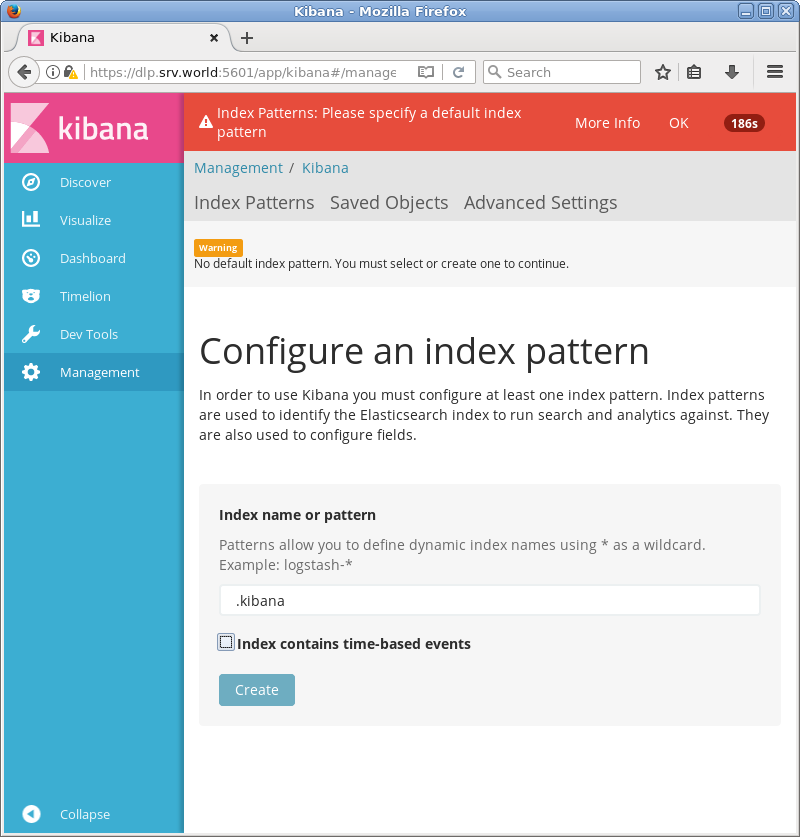 Kibana - Mozilla Firefox
Kibana
https://dlp.srv.world:5601/app/kibana#/manage
Search
kibana
Index Patterns: Please specify a default index
pattern
More Info
OK
186s
Management / Kibana
Index Patterns Saved Objects Advanced Settings
Warning
No default index pattern. You must select or create one to continue.
Discover
Visualize
Dashboard
Timelion
Dev Tools
Management
Configure an index pattern
In order to use Kibana you must configure at least one index pattern. Index patterns
are used to identify the Elasticsearch index to run search and analytics against. They
are also used to configure fields.
Index name or pattern
Patterns allow you to define dynamic index names using * as a wildcard.
Example: logstash-*
.kibana
Index contains time-based events
Create
Collapse